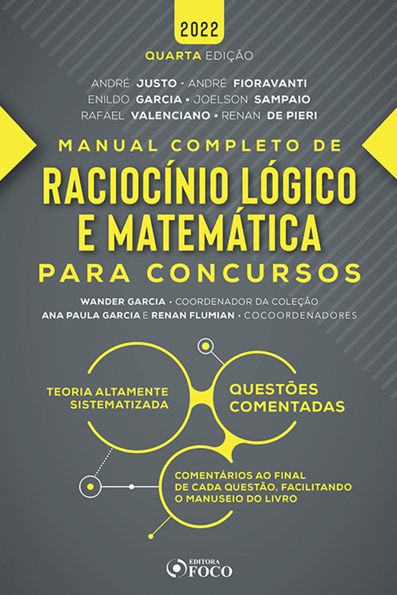 2022
QUARTA EDIÇÃO
ANDRÉ JUSTO • ANDRÉ FIORAVANTI
ENILDO GARCIA • JOELSON SAMPAIO
RAFAEL VALENCIANO • RENAN DE PIERI
MANUAL COMPLETO DE
RACIOCÍNIO LÓGICO
E MATEMÁTICA
PARA CONCURSOS
WANDER GARCIA • COORDENADOR DA COLEÇÃO
ANA PAULA GARCIA E RENAN FLUMIAN • COCOORDENADORES
TEORIA ALTAMENTE
SISTEMATIZADA
QUESTÕES
COMENTADAS
COMENTÁRIOS AO FINAL
DE CADA QUESTÃO, FACILITANDO
O MANUSEIO DO LIVRO
EDITORA
FOCO